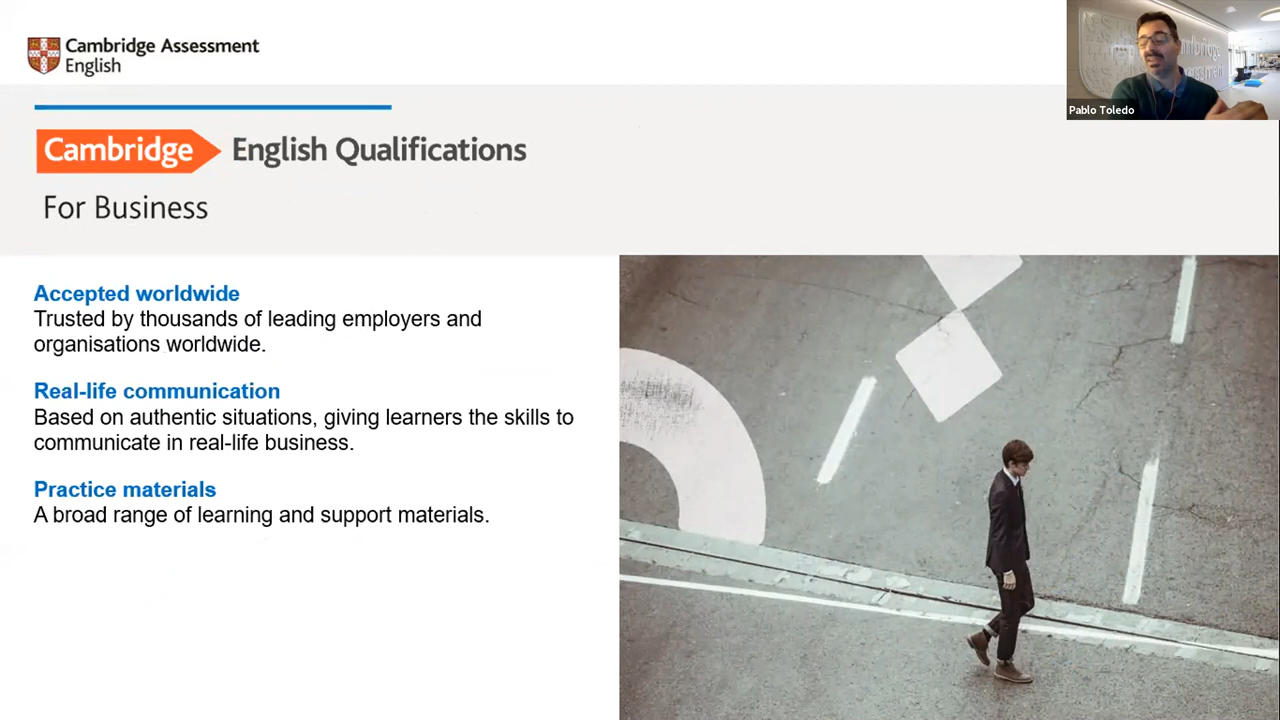 Cambridge Assessment
English
Pablo Toledo
Cambridge English Qualifications
For Business
Accepted worldwide
Trusted by thousands of leading employers and
organisations worldwide.
Real-life communication
Based on authentic situations, giving learners the skills to
communicate in real-life business.
Practice materials
A broad range of learning and support materials.